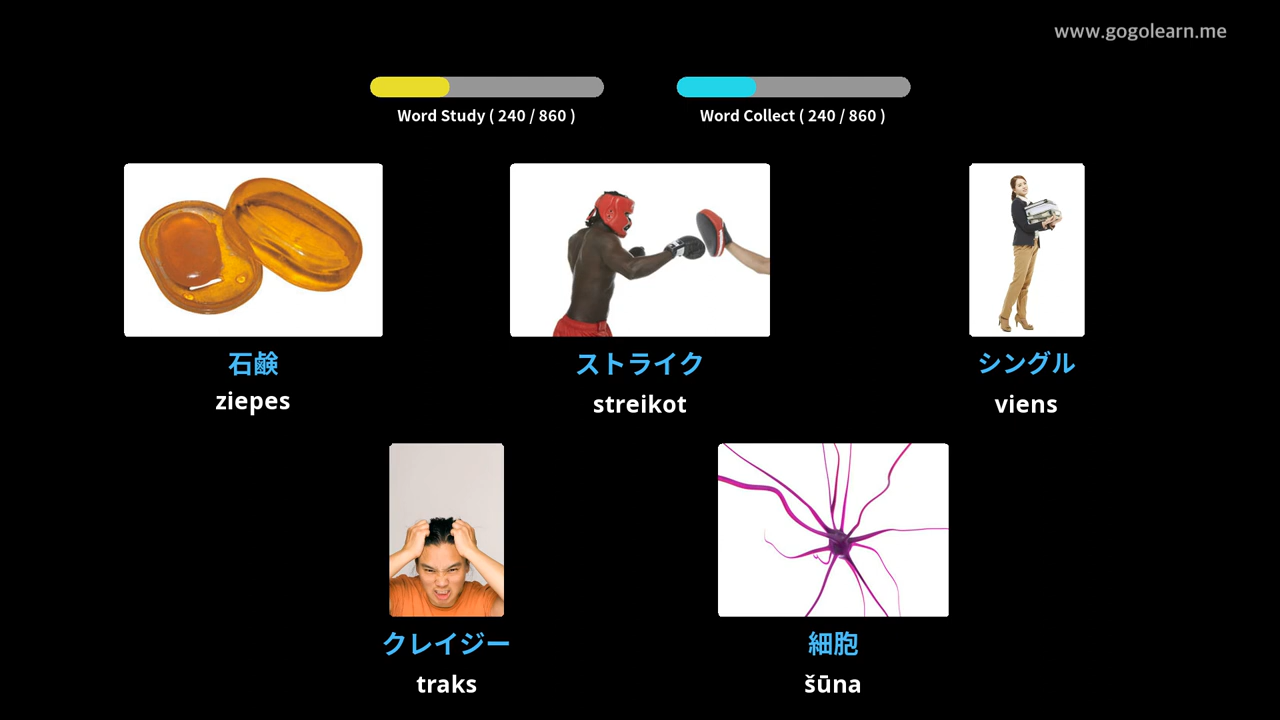 www.gogolearn.me
Word Study ( 240 / 860 )
Word Collect ( 240 / 860 )
石鹸
ziepes
ストライク
streikot
シングル
viens
クレイジー
traks
細胞
šūna